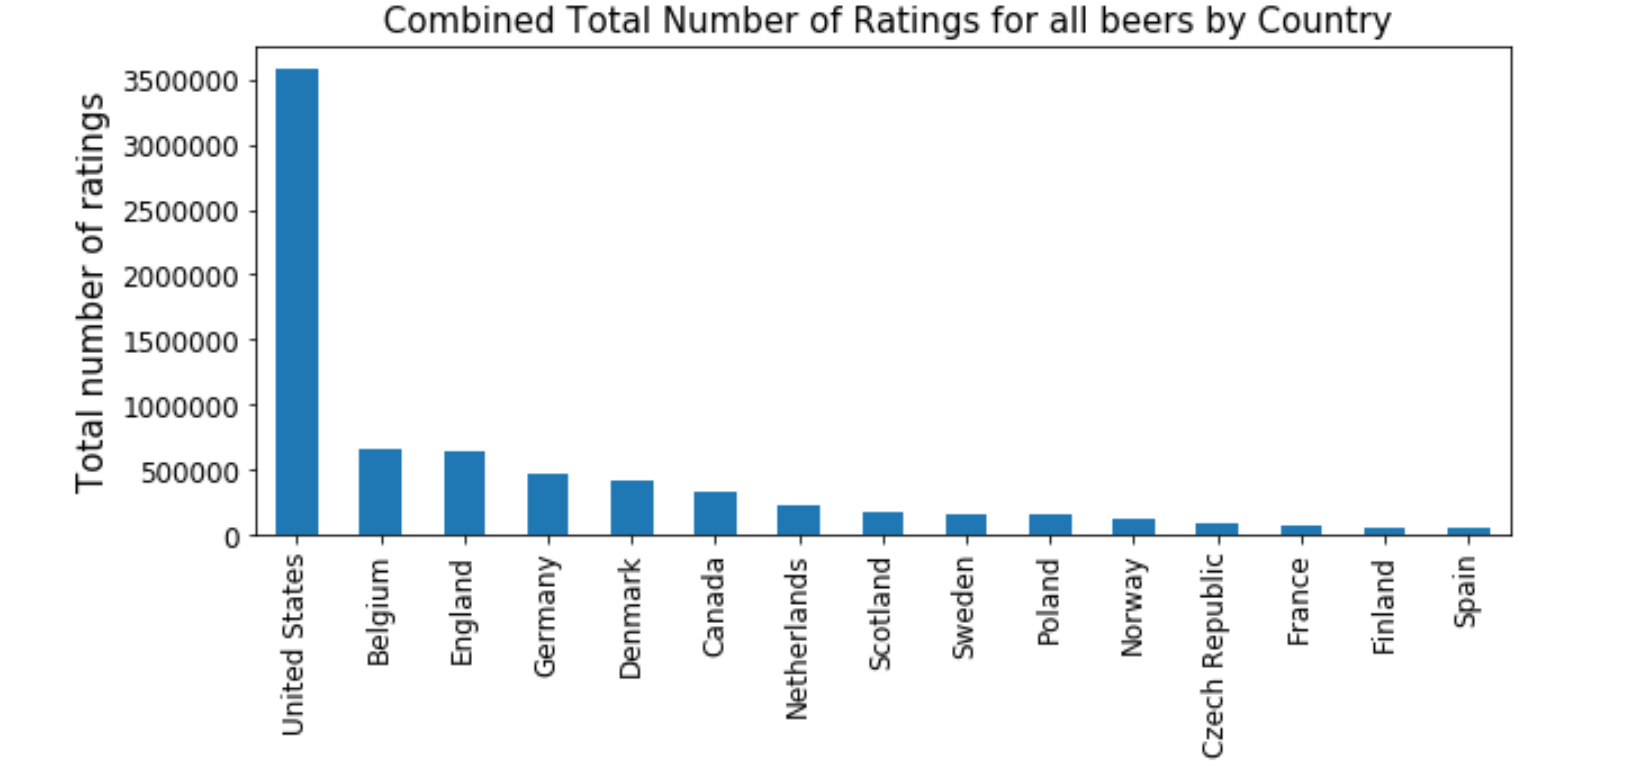 Combined Total Number of Ratings for all beers by Country
Total number of ratings
3500000
3000000
2500000
2000000
1500000
1000000
500000
0
United States
Belgium
England
Germany
Denmark
Canada
Netherlands
Scotland
Sweden
Poland
Norway
Czech Republic
France
Finland
Spain